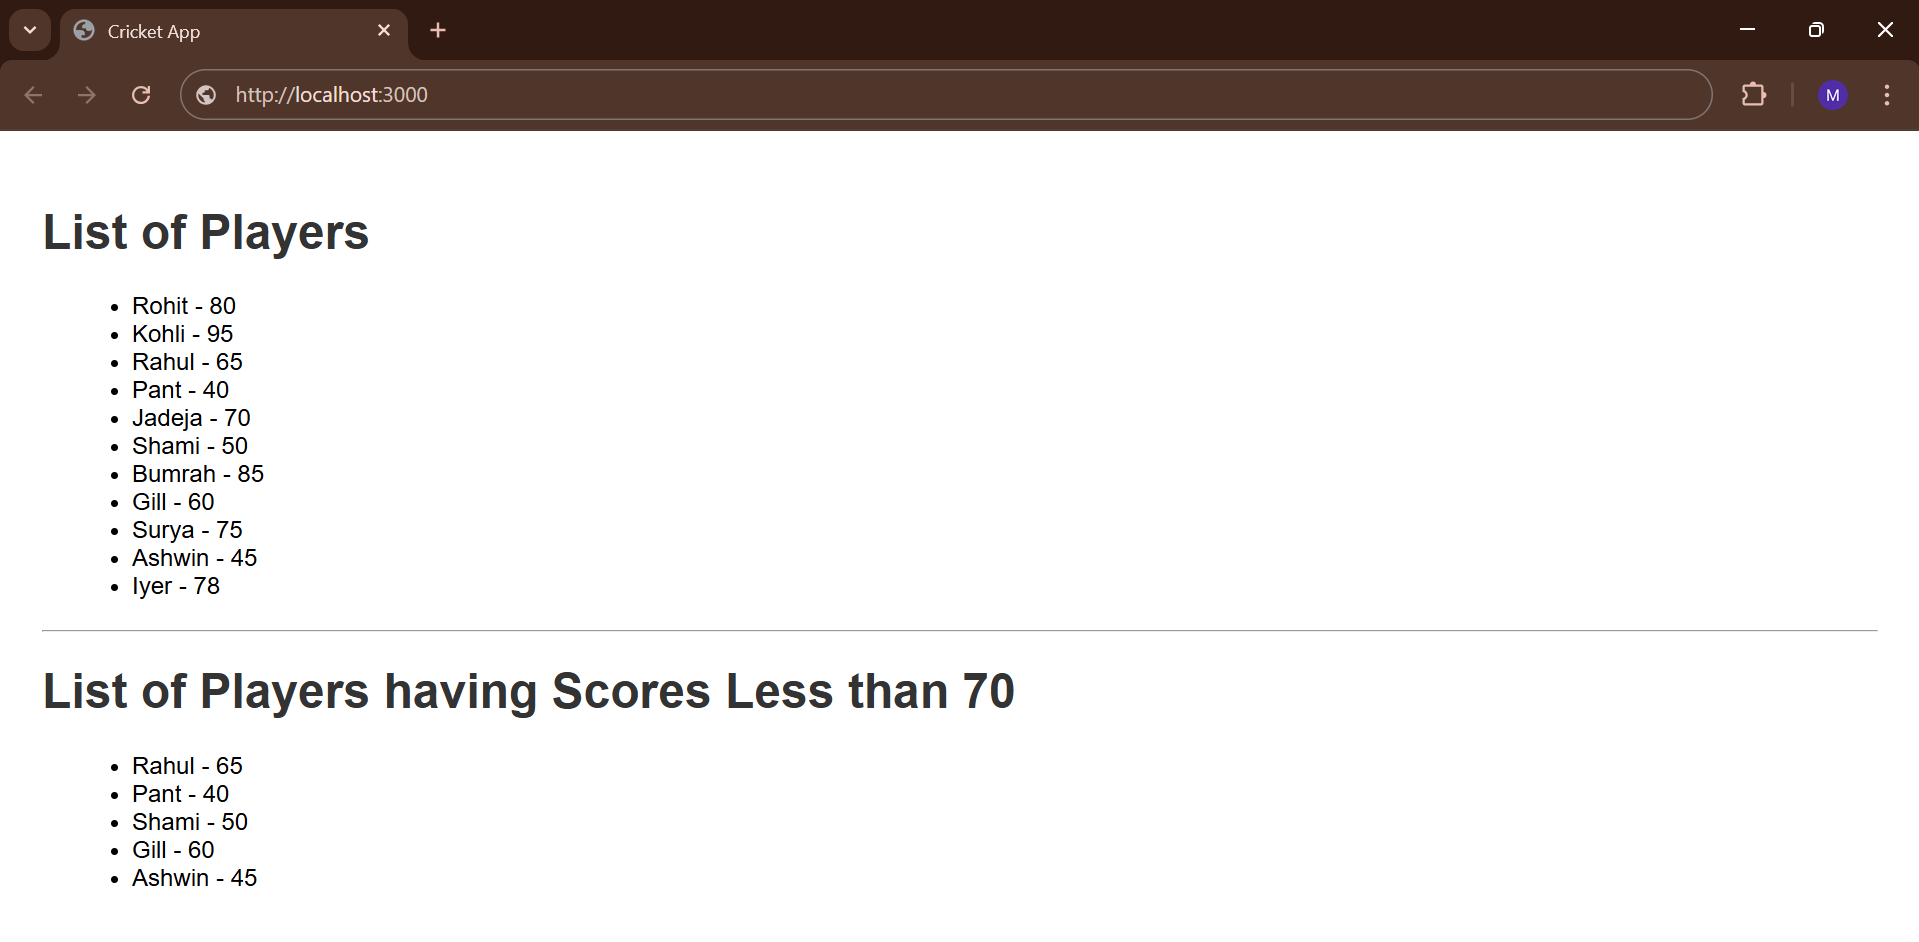 Cricket App
http://localhost:3000
M
List of Players
• Rohit - 80
• Kohli - 95
• Rahul - 65
• Pant - 40
• Jadeja - 70
• Shami - 50
• Bumrah - 85
• Gill - 60
• Surya - 75
• Ashwin - 45
• Iyer - 78
List of Players having Scores Less than 70
• Rahul - 65
• Pant - 40
• Shami - 50
• Gill - 60
• Ashwin - 45